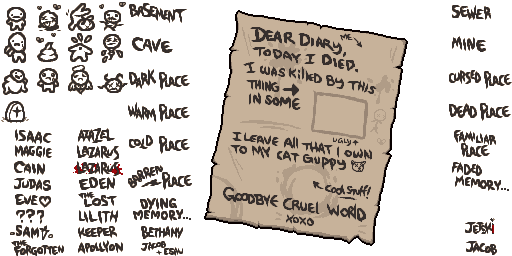 BASEMENT
CAVE
DARK PLACE
WARM PLACE
COLD PLACE
BARREN PLACE
DYING MEMORY...
ISAAC
MAGGIE
CAIN
JUDAS
EVE♡
???
-SAMS-
THE FORGOTTEN
AZAZEL
LAZARUS
LAZARUS
EDEN
THE LOST
LILITH
KEEPER
APOLLYON
BETHANY
JACOB + ESAU
DEAR DIARY,
ME
TODAY I DIED.
I WAS KILLED BY THIS
THING →
IN SOME
UGLY↑
I LEAVE ALL THAT I OWN
TO MY CAT GUPPY
↖ COOL STUFF!
GOODBYE CRUEL WORLD
XOXO
SEWER
MINE
CURSED PLACE
DEAD PLACE
FAMILIAR PLACE
FADED MEMORY...
JACOB